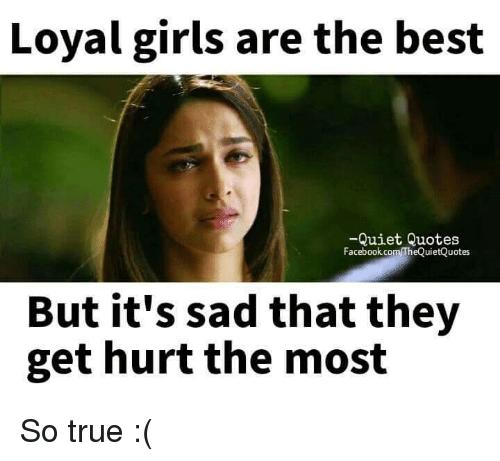 Loyal girls are the best
-Quiet Quotes
Facebook.com/TheQuietQuotes
But it's sad that they
get hurt the most
So true :(